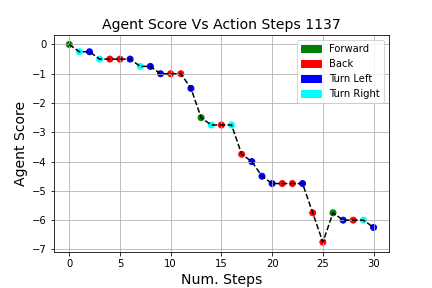 Agent Score Vs Action Steps 1137
Agent Score
0
−1
−2
−3
−4
−5
−6
−7
Forward
Back
Turn Left
Turn Right
0 5 10 15 20 25 30
Num. Steps